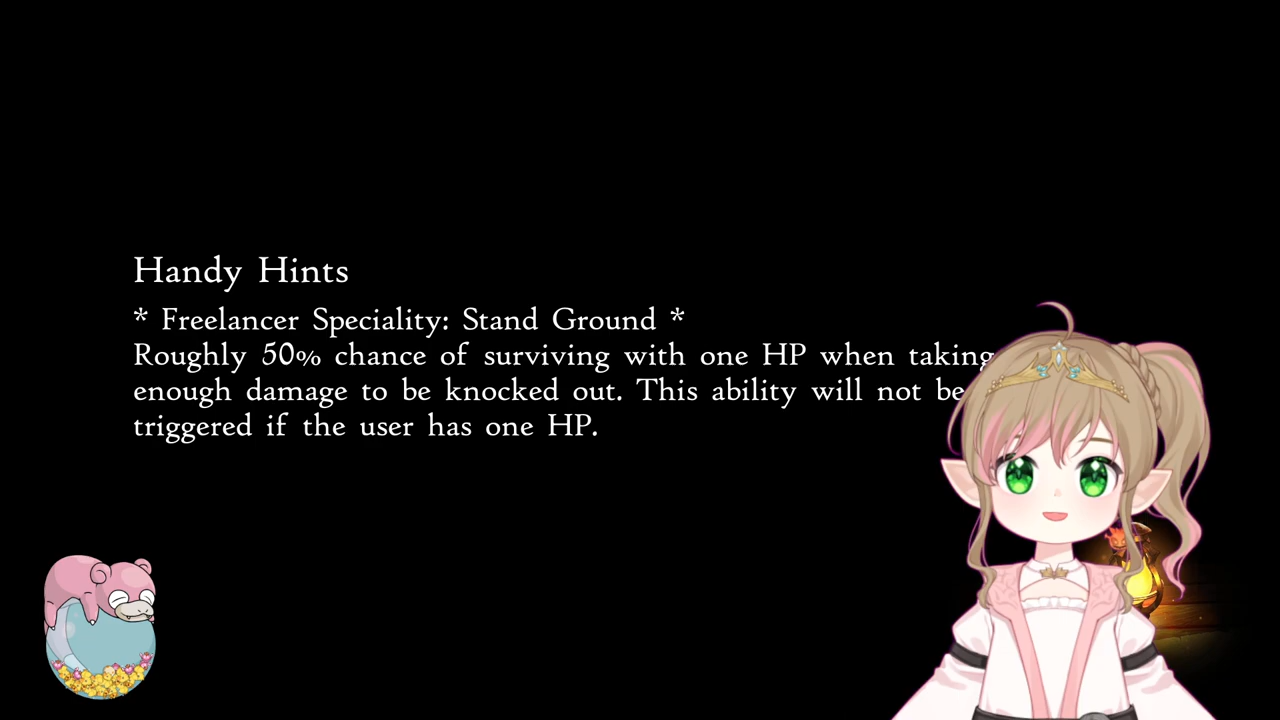 Handy Hints
* Freelancer Speciality: Stand Ground *
Roughly 50% chance of surviving with one HP when taking
enough damage to be knocked out. This ability will not be
triggered if the user has one HP.